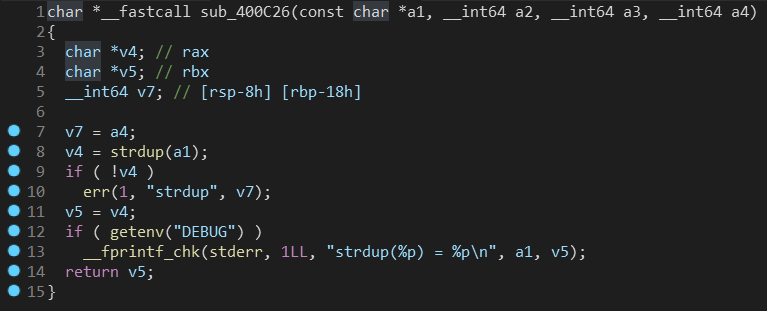 1 char *__fastcall sub_400C26(const char *a1, __int64 a2, __int64 a3, __int64 a4)
2 {
3   char *v4; // rax
4   char *v5; // rbx
5   __int64 v7; // [rsp-8h] [rbp-18h]
6
7   v7 = a4;
8   v4 = strdup(a1);
9   if ( !v4 )
10     err(1, "strdup", v7);
11   v5 = v4;
12   if ( getenv("DEBUG") )
13     __fprintf_chk(stderr, 1LL, "strdup(%p) = %p\n", a1, v5);
14   return v5;
15 }